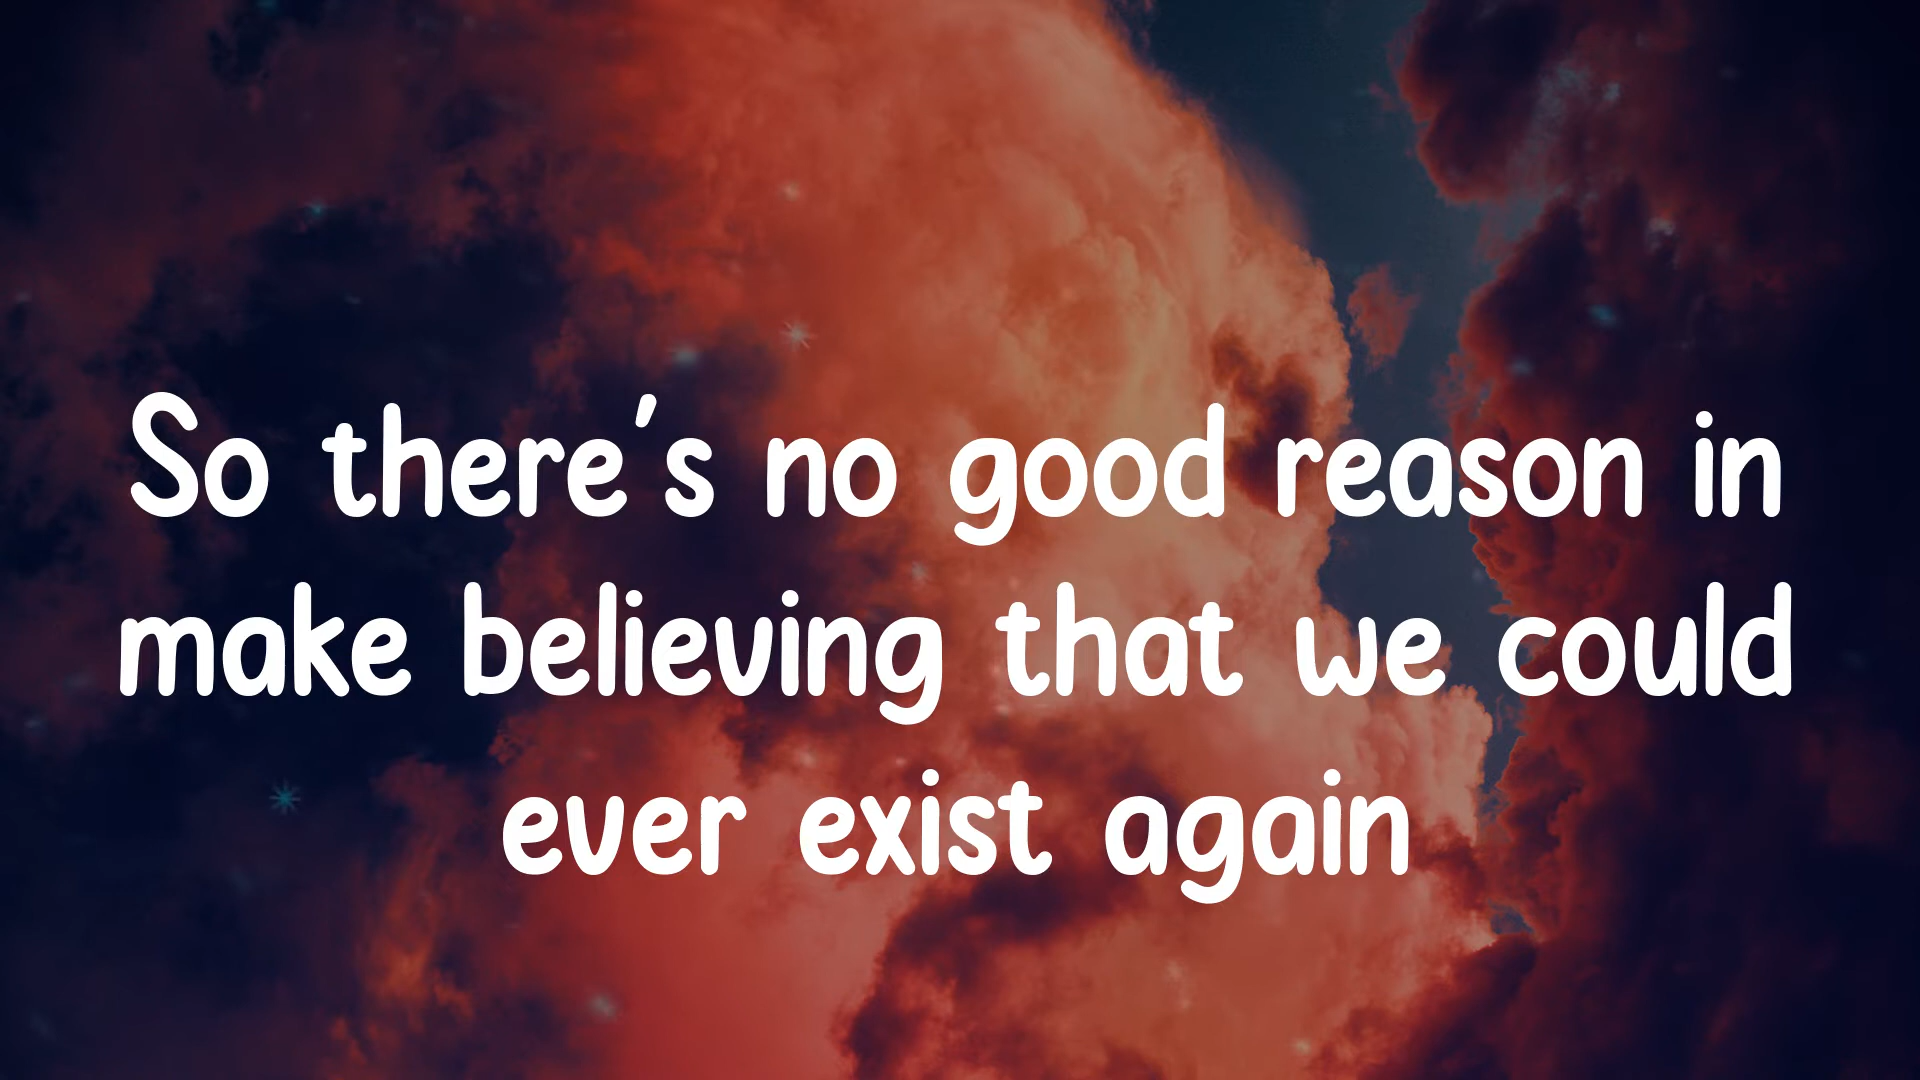 So there's no good reason in
make believing that we could
ever exist again